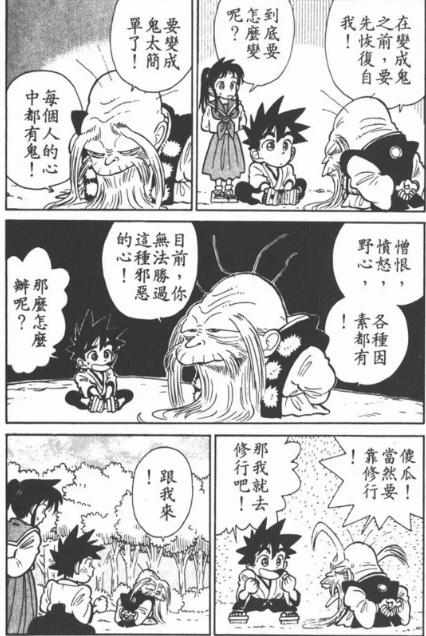 在變成鬼
之前，要
先恢復自
我！
到底要
怎麼變
呢？
要變成
鬼太簡
單了！
每個人的心
中都有鬼！
憎恨，
憤怒，
野心，
各種因
素都有
目前，你
無法勝過
這種邪惡
的心！
那麼怎麼
辦呢？
傻瓜！
當然要
靠修行
！
那我就去
修行吧！
跟我來
！